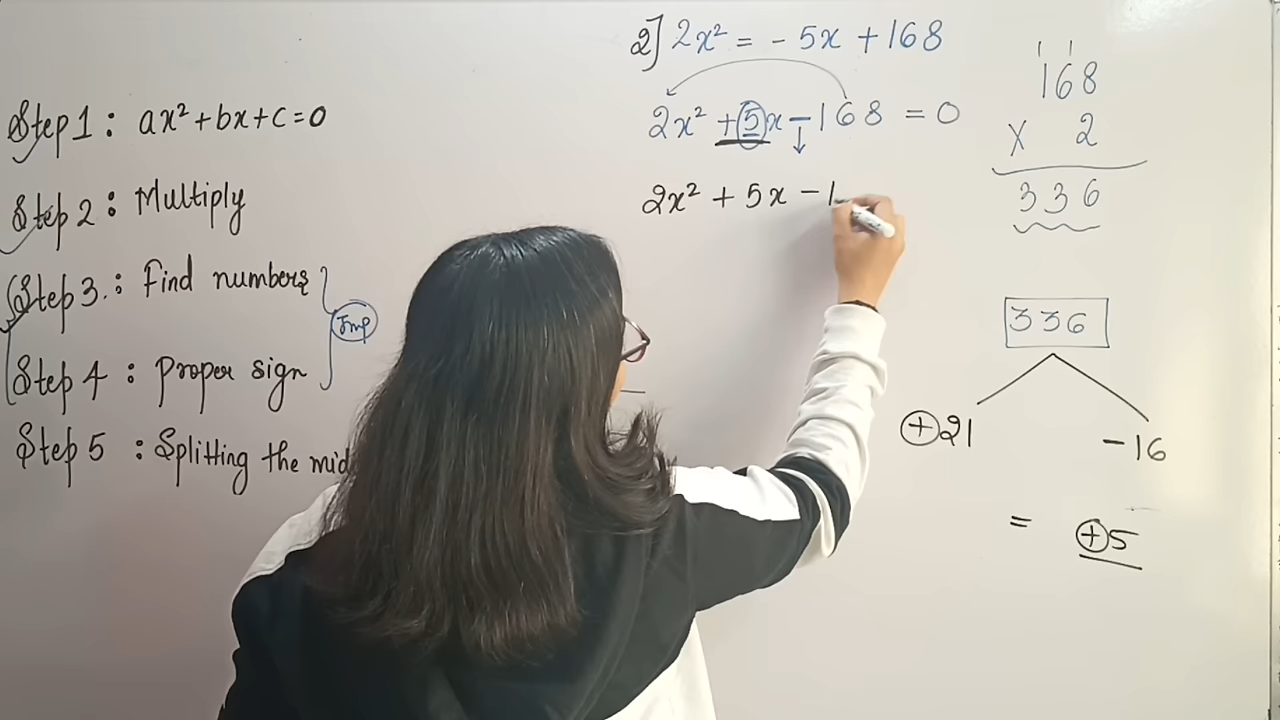 Step 1 : ax² + bx + c = 0
Step 2 : Multiply
Step 3. : Find numbers
Imp
Step 4 : Proper sign
Step 5 : Splitting the mid
2] 2x² = - 5x + 168
2x² + 5x - 168 = 0
2x² + 5x - 1
1 1
168
X 2
336
336
+21 -16
= +5